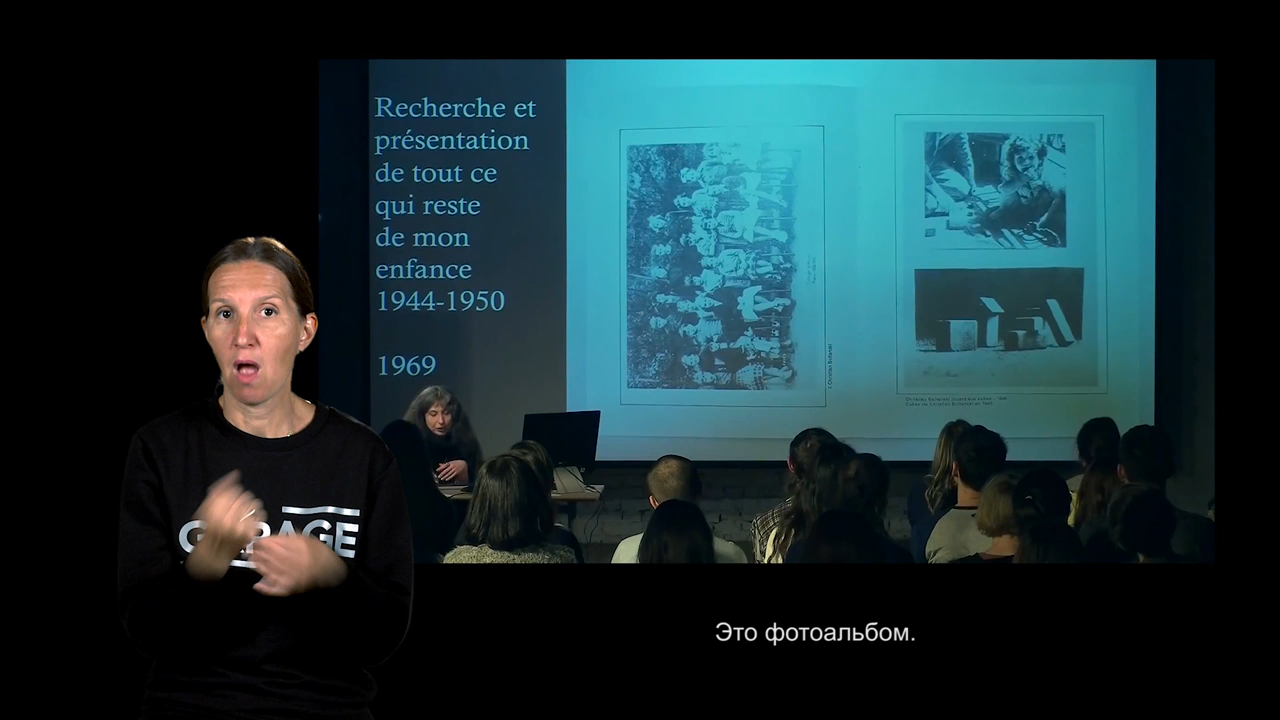 Recherche et
présentation
de tout ce
qui reste
de mon
enfance
1944-1950
1969
GARAGE
Это фотоальбом.